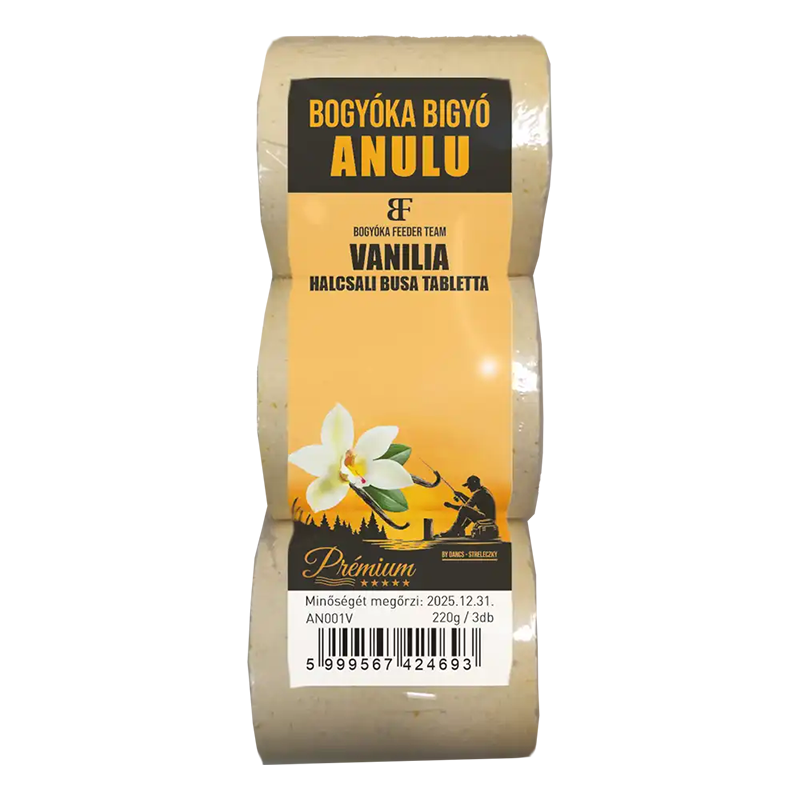 BOGYÓKA BIGYÓ
ANULU
BF
BOGYÓKA FEEDER TEAM
VANILIA
HALCSALI BUSA TABLETTA
Prémium
BY DANCS - STRELECZKY
Minőségét megőrzi: 2025.12.31.
AN001V 220g / 3db
5 999567 424693